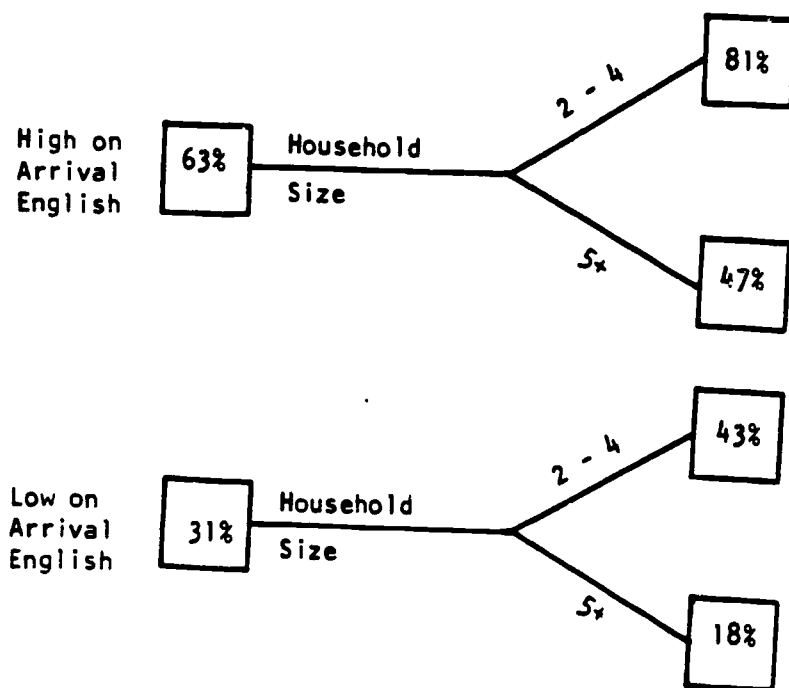 81%
2 - 4
High on
Arrival
English
63%
Household
Size
5+
47%
43%
2 - 4
Low on
Arrival
English
31%
Household
Size
5+
18%